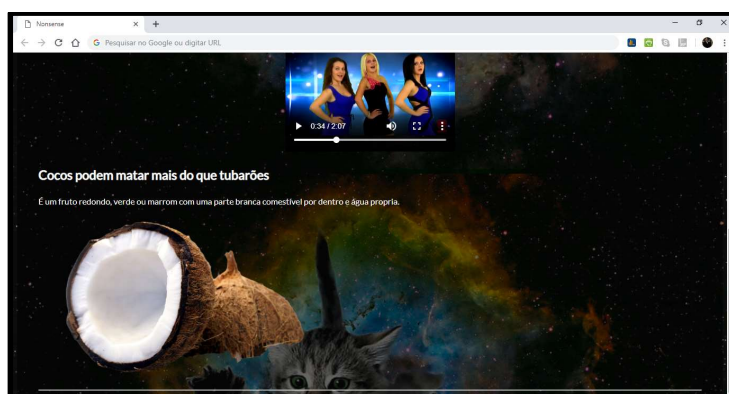 Nonsense
Pesquisar no Google ou digitar URL
0:34 / 2:07
Cocos podem matar mais do que tubarões
É um fruto redondo, verde ou marrom com uma parte branca comestível por dentro e água propria.